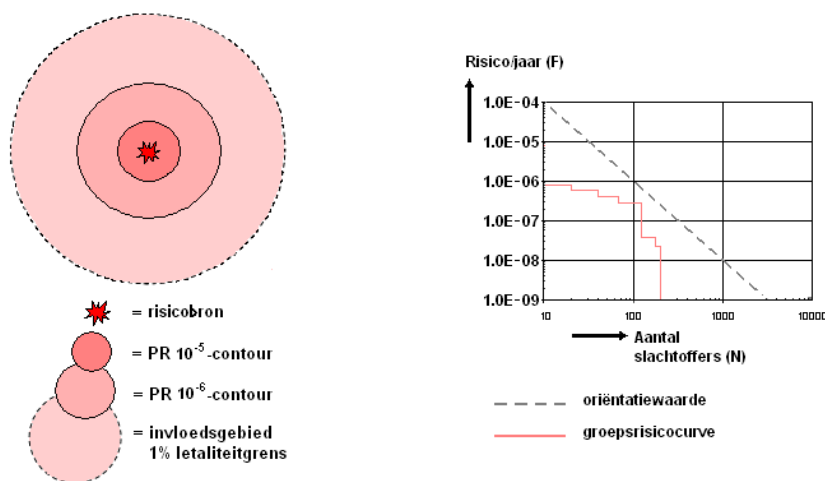 = risicobron
= PR 10⁻⁵-contour
= PR 10⁻⁶-contour
= invloedsgebied
1% letaliteitgrens
Risico/jaar (F)
1.0E-04
1.0E-05
1.0E-06
1.0E-07
1.0E-08
1.0E-09
10 100 1000 10000
Aantal
slachtoffers (N)
oriëntatiewaarde
groepsrisicocurve